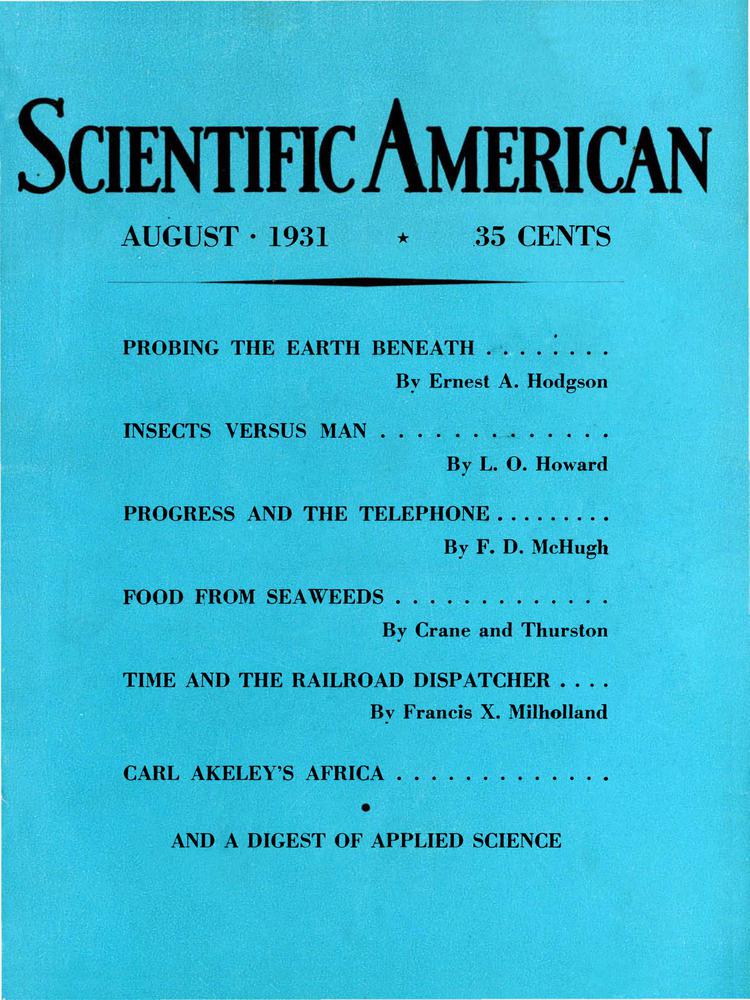 SCIENTIFIC AMERICAN
AUGUST · 1931 ★ 35 CENTS
PROBING THE EARTH BENEATH . . . . . . . .
By Ernest A. Hodgson
INSECTS VERSUS MAN . . . . . . . . . . . . .
By L. O. Howard
PROGRESS AND THE TELEPHONE . . . . . . . . .
By F. D. McHugh
FOOD FROM SEAWEEDS . . . . . . . . . . . . .
By Crane and Thurston
TIME AND THE RAILROAD DISPATCHER . . . .
By Francis X. Milholland
CARL AKELEY'S AFRICA . . . . . . . . . . . . .
●
AND A DIGEST OF APPLIED SCIENCE